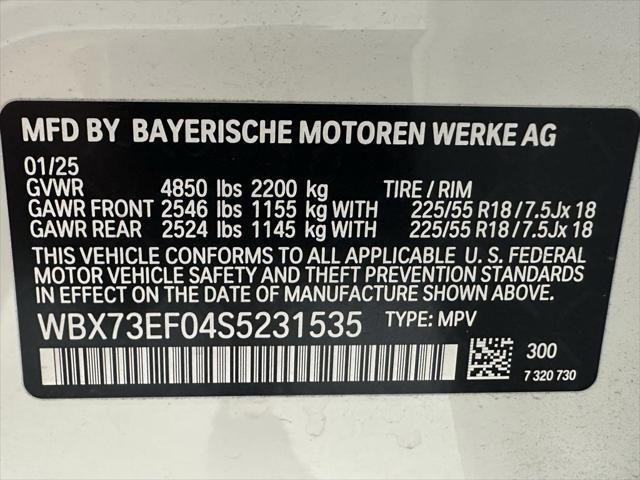 MFD BY BAYERISCHE MOTOREN WERKE AG
01/25
GVWR 4850 lbs 2200 kg TIRE / RIM
GAWR FRONT 2546 lbs 1155 kg WITH 225/55 R18 / 7.5Jx 18
GAWR REAR 2524 lbs 1145 kg WITH 225/55 R18 / 7.5Jx 18
THIS VEHICLE CONFORMS TO ALL APPLICABLE U. S. FEDERAL
MOTOR VEHICLE SAFETY AND THEFT PREVENTION
STANDARDS IN EFFECT ON THE DATE OF MANUFACTURE SHOWN ABOVE.
WBX73EF04S5231535 TYPE: MPV
300
7 320 730